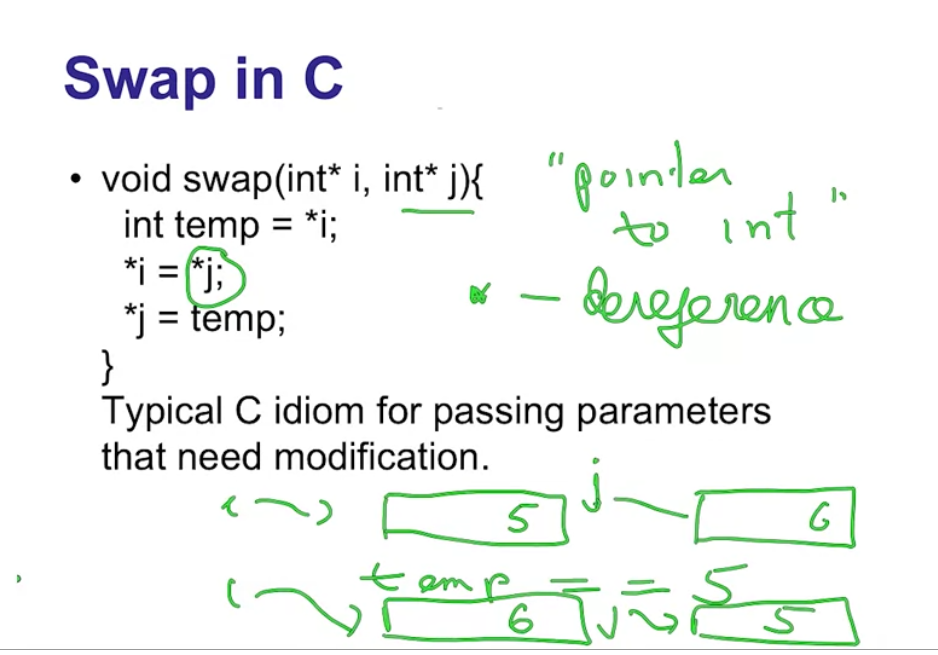 Swap in C
• void swap(int* i, int* j){
int temp = *i;
*i = *j;
*j = temp;
}
Typical C idiom for passing parameters
that need modification.
"pointer
to int"
* — dereference
i 5 j 6
temp == 5
i 6 j 5